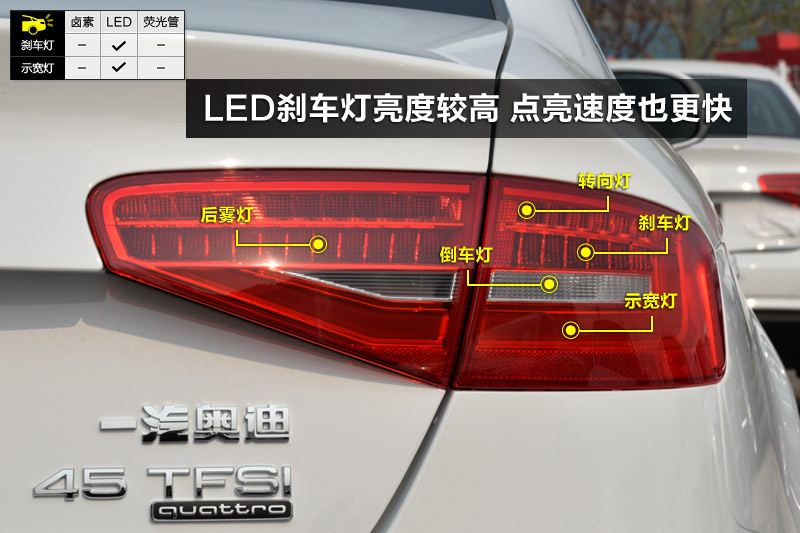 卤素 LED 荧光管
刹车灯 - ✓ -
示宽灯 - ✓ -
LED刹车灯亮度较高 点亮速度也更快
转向灯
后雾灯
刹车灯
倒车灯
示宽灯
一汽奥迪
45 TFSI
quattro